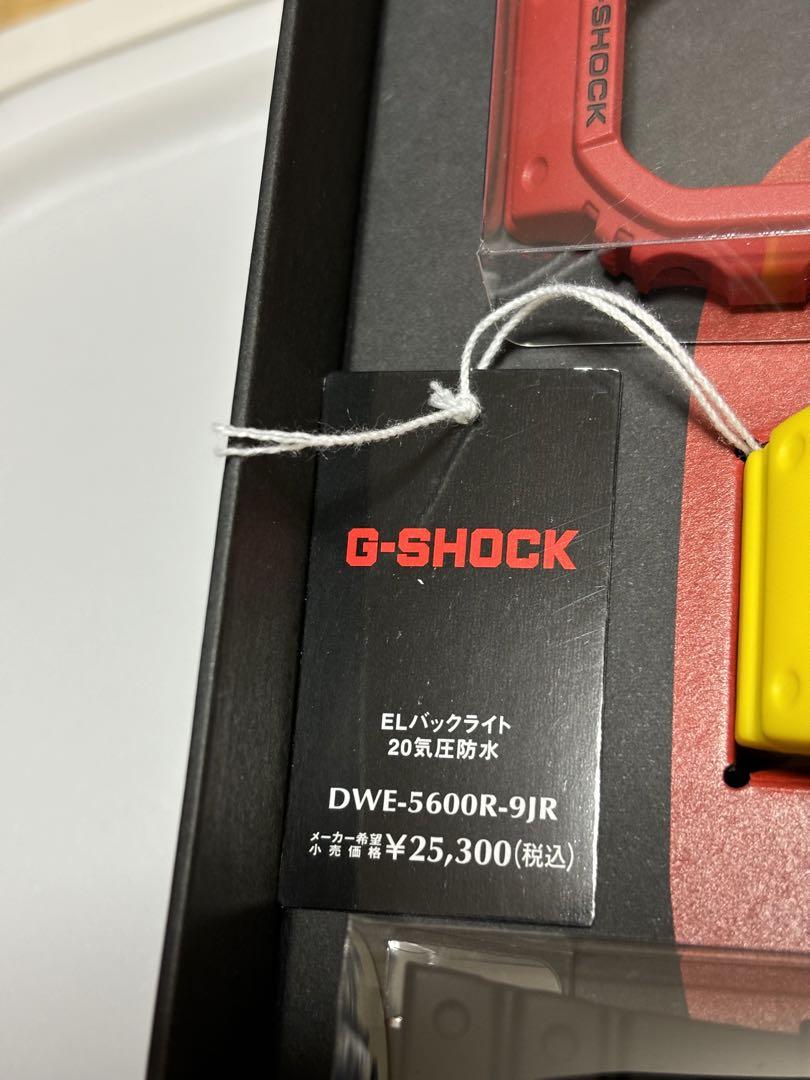 G-SHOCK
G-SHOCK
ELバックライト
20気圧防水
DWE-5600R-9JR
メーカー希望
小売価格 ¥25,300(税込)